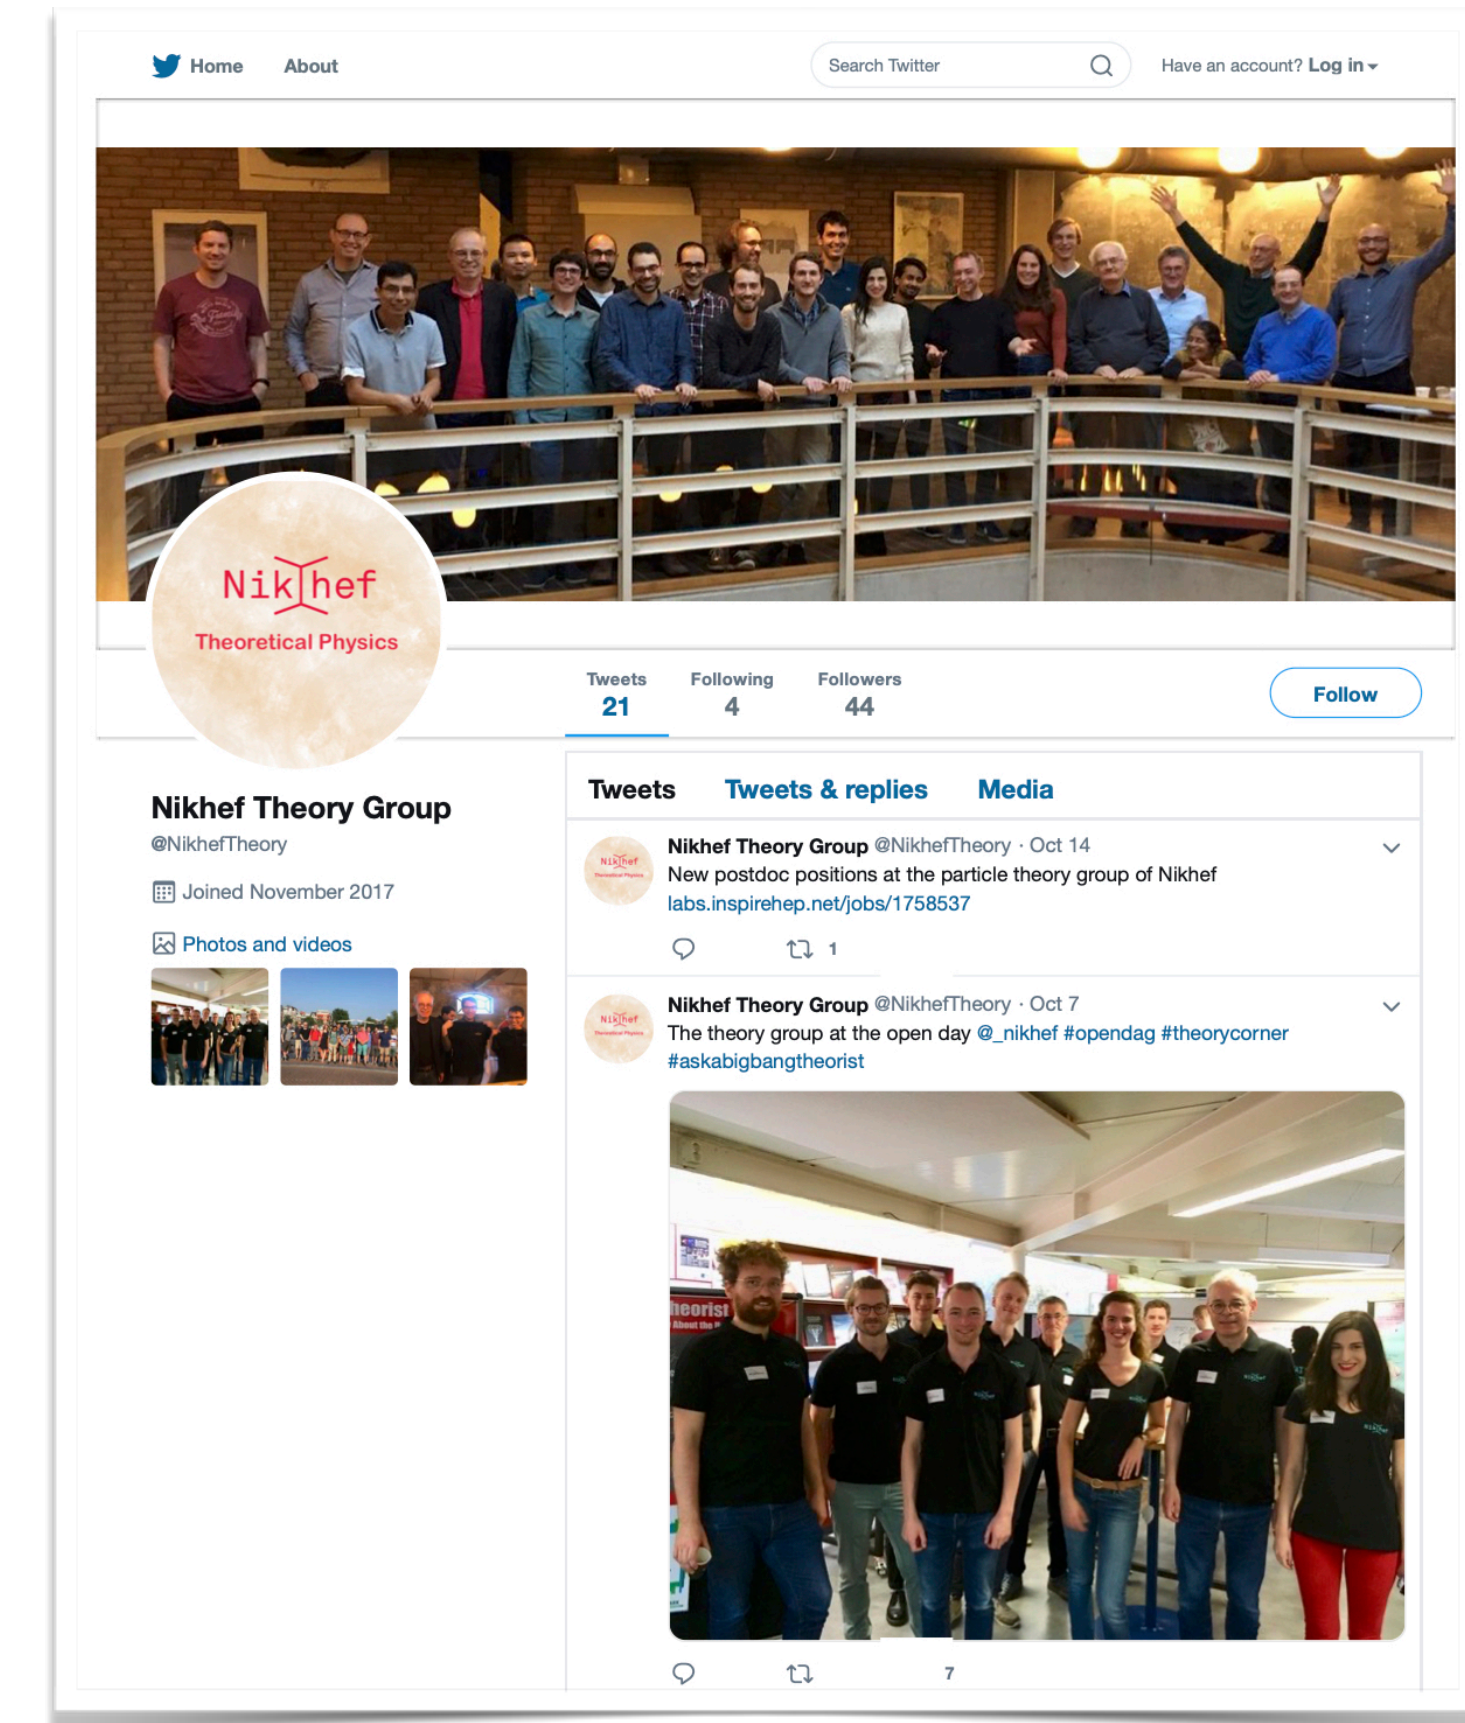 Home About Search Twitter Have an account? Log in
Nikhef
Theoretical Physics
Tweets Following Followers
21 4 44
Follow
Nikhef Theory Group
@NikhefTheory
Joined November 2017
Photos and videos
Tweets Tweets & replies Media
Nikhef Theory Group @NikhefTheory · Oct 14
New postdoc positions at the particle theory group of Nikhef
labs.inspirehep.net/jobs/1758537
1
Nikhef Theory Group @NikhefTheory · Oct 7
The theory group at the open day @_nikhef #opendag #theorycorner
#askabigbangtheorist
heorist
About the
7